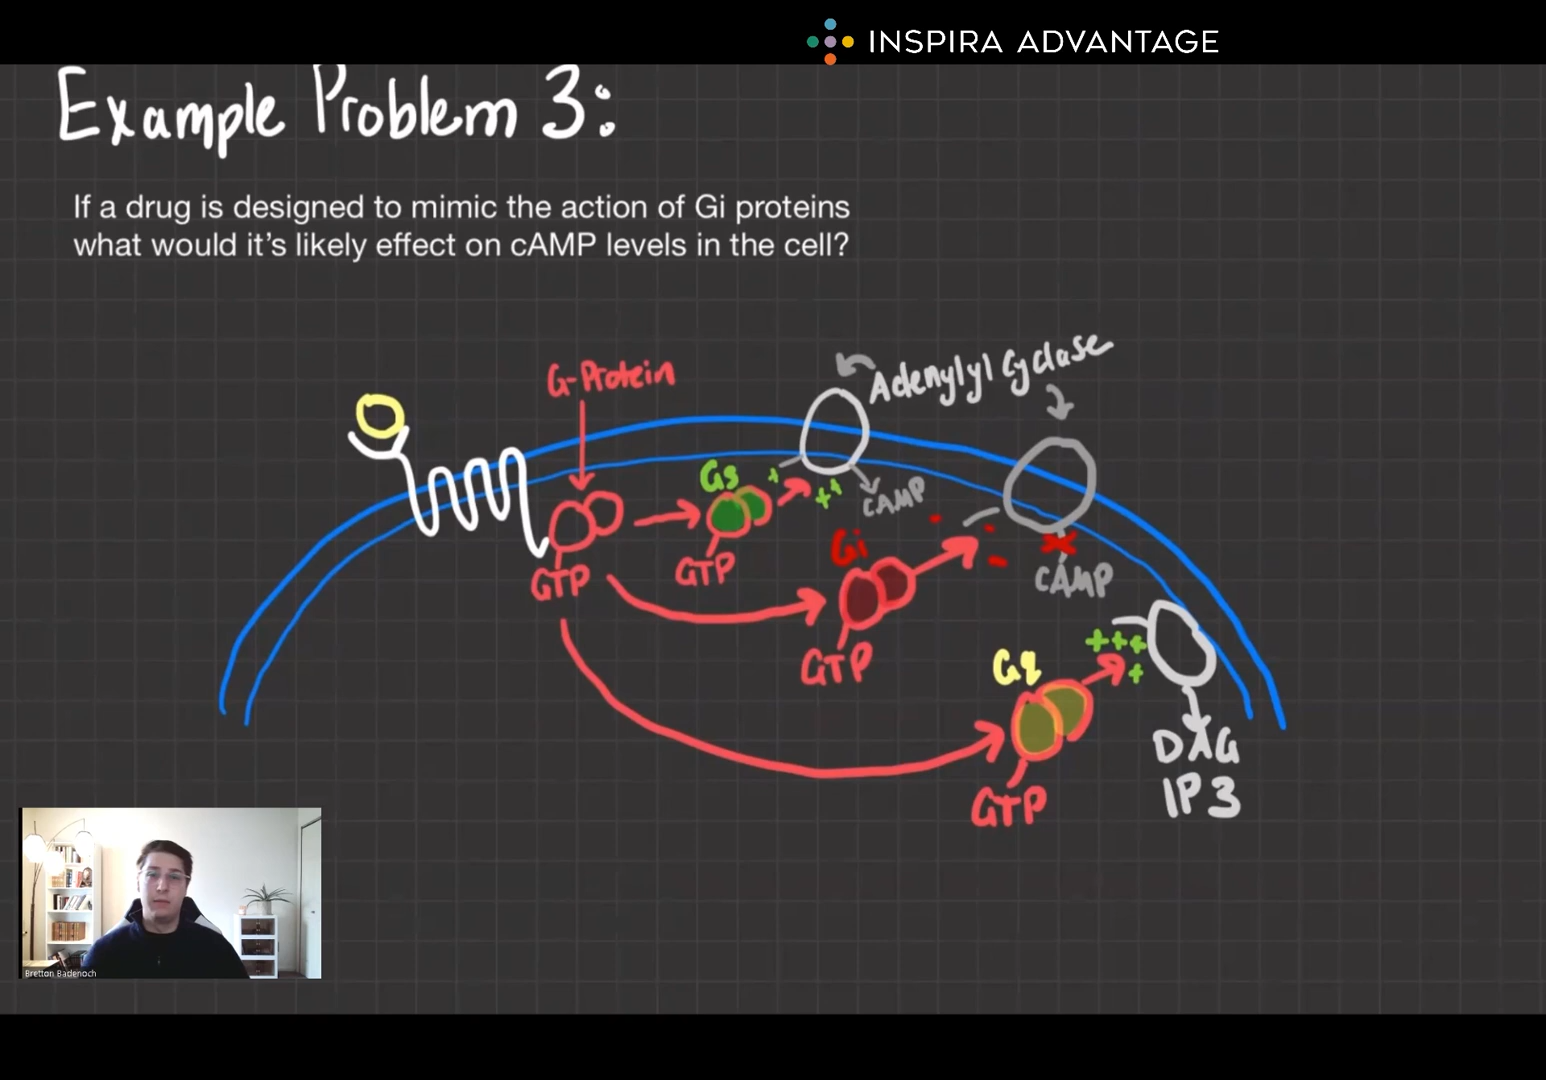 INSPIRA ADVANTAGE
Example Problem 3:
If a drug is designed to mimic the action of Gi proteins
what would it's likely effect on cAMP levels in the cell?
G-Protein
Adenylyl Cyclase
Gs
+
++
CAMP
GTP
GTP
Gi
-
-
-
CAMP
GTP
Gq
+++
+
DAG
IP3
GTP
Bretton Badenoch